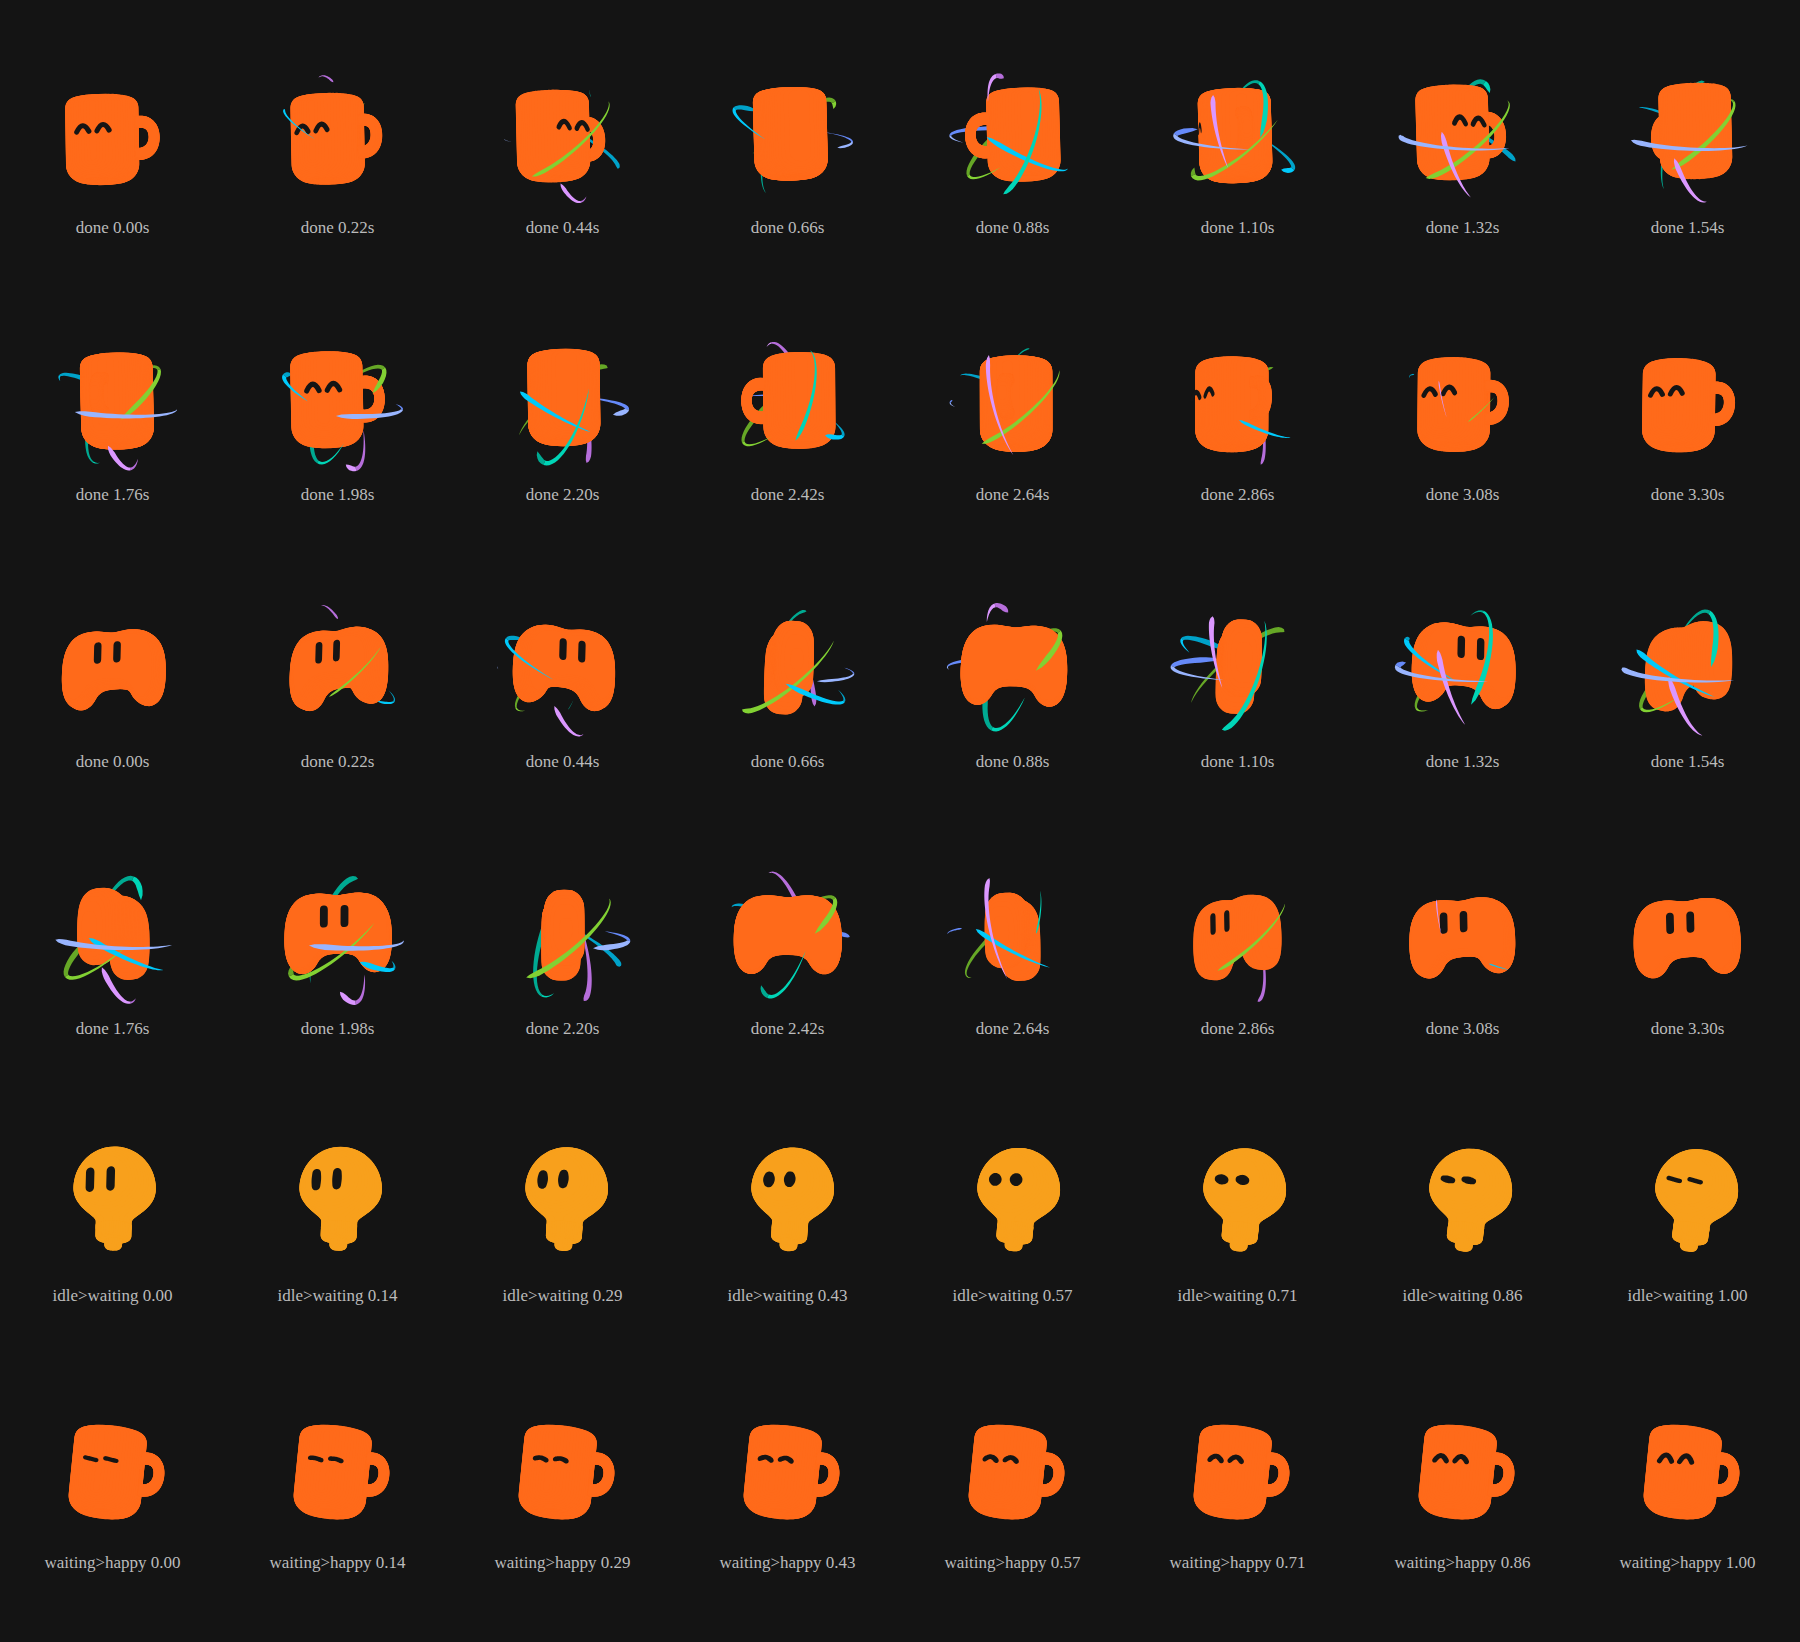 done 0.00s
done 0.22s
done 0.44s
done 0.66s
done 0.88s
done 1.10s
done 1.32s
done 1.54s
done 1.76s
done 1.98s
done 2.20s
done 2.42s
done 2.64s
done 2.86s
done 3.08s
done 3.30s
done 0.00s
done 0.22s
done 0.44s
done 0.66s
done 0.88s
done 1.10s
done 1.32s
done 1.54s
done 1.76s
done 1.98s
done 2.20s
done 2.42s
done 2.64s
done 2.86s
done 3.08s
done 3.30s
idle>waiting 0.00
idle>waiting 0.14
idle>waiting 0.29
idle>waiting 0.43
idle>waiting 0.57
idle>waiting 0.71
idle>waiting 0.86
idle>waiting 1.00
waiting>happy 0.00
waiting>happy 0.14
waiting>happy 0.29
waiting>happy 0.43
waiting>happy 0.57
waiting>happy 0.71
waiting>happy 0.86
waiting>happy 1.00